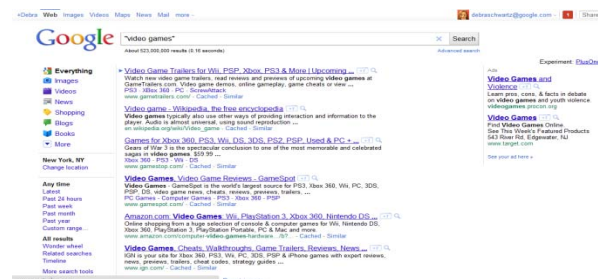 +Debra Web Images Videos Maps News Mail more
debraschwartz@google.com 1 Share
Google "video games" × Search
About 523,000,000 results (0.16 seconds) Advanced search
Experiment: PlusOne
Everything
Images
Videos
News
Shopping
Blogs
Books
More
New York, NY
Change location
Any time
Latest
Past 24 hours
Past week
Past month
Past year
Custom range...
All results
Wonder wheel
Related searches
Timeline
More search tools
Video Game Trailers for Wii, PSP, Xbox, PS3 & More | Upcoming ...
Watch new video game trailers, read reviews and previews of upcoming video games at
GameTrailers.com. Video game demos, online gameplay, game cheats or view ...
PS3 - XBox 360 - PC - ScrewAttack
www.gametrailers.com/ - Cached - Similar
Video game - Wikipedia, the free encyclopedia
Video games typically also use other ways of providing interaction and information to the
player. Audio is almost universal, using sound reproduction ...
en.wikipedia.org/wiki/Video_game - Cached - Similar
Games for Xbox 360, PS3, Wii, DS, 3DS, PS2, PSP, Used & PC + ...
Gears of War 3 is the spectacular conclusion to one of the most memorable and celebrated
sagas in video games. $59.99 ...
Xbox 360 - PS3 - Wii - DS
www.gamestop.com/ - Cached - Similar
Video Games, Video Game Reviews - GameSpot
Video Games - GameSpot is the world's largest source for PS3, Xbox 360, Wii, PC, 3DS,
PSP, DS, video game news, cheats, reviews, previews, trailers, ...
PC Games - Computer Games - PS3 - Xbox 360 - PSP
www.gamespot.com/ - Cached - Similar
Amazon.com: Video Games: Wii, PlayStation 3, Xbox 360, Nintendo DS ...
Online shopping from a huge selection of console & computer games for Wii, Nintendo DS,
Xbox 360, PlayStation 3, PlayStation Portable, PC & Mac and more.
www.amazon.com/computer-video-games-hardware... - Cached - Similar
Video Games, Cheats, Walkthroughs, Game Trailers, Reviews, News ...
IGN is your site for Xbox 360, PS3, Wii, PC, 3DS, PSP & iPhone games with expert reviews,
news, previews, trailers, cheat codes, strategy guides ...
www.ign.com/ - Cached - Similar
Ads
Video Games and
Violence
Learn pros, cons, & facts in debate
on video games and youth violence
videogames.procon.org
Video Games
Find Video Games Online.
See This Week's Featured Products
543 River Rd, Edgewater, NJ
www.target.com
See your ad here »